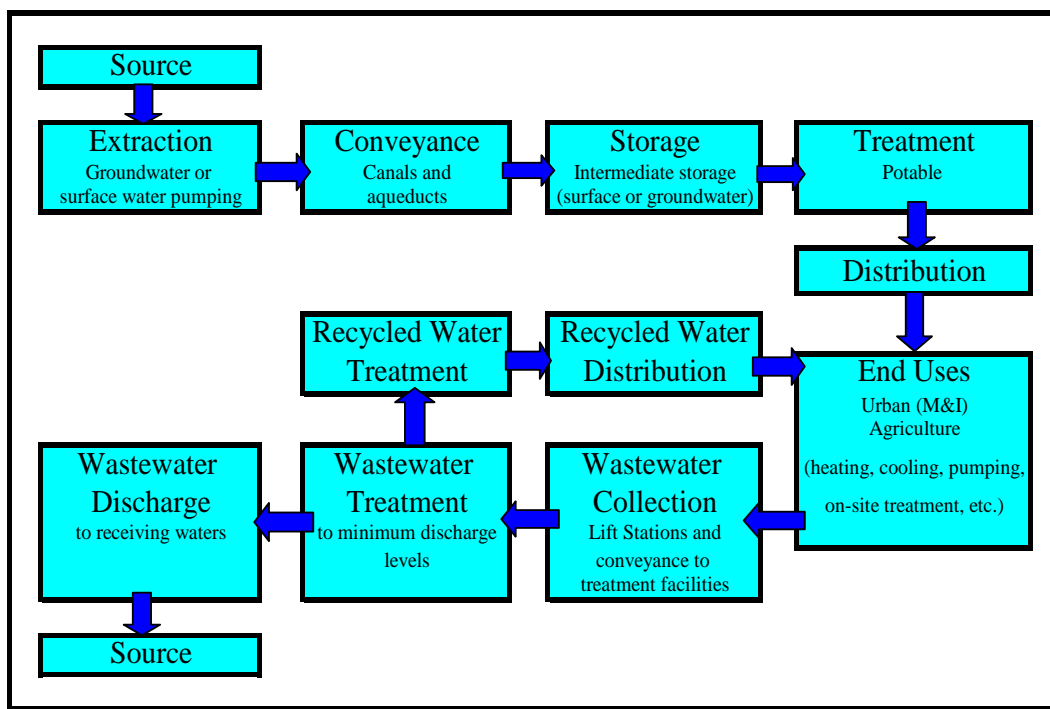 Source
Extraction
Groundwater or
surface water pumping
Conveyance
Canals and
aqueducts
Storage
Intermediate storage
(surface or groundwater)
Treatment
Potable
Distribution
Recycled Water
Treatment
Recycled Water
Distribution
End Uses
Urban (M&I)
Agriculture
(heating, cooling, pumping,
on-site treatment, etc.)
Wastewater
Discharge
to receiving waters
Wastewater
Treatment
to minimum discharge
levels
Wastewater
Collection
Lift Stations and
conveyance to
treatment facilities
Source